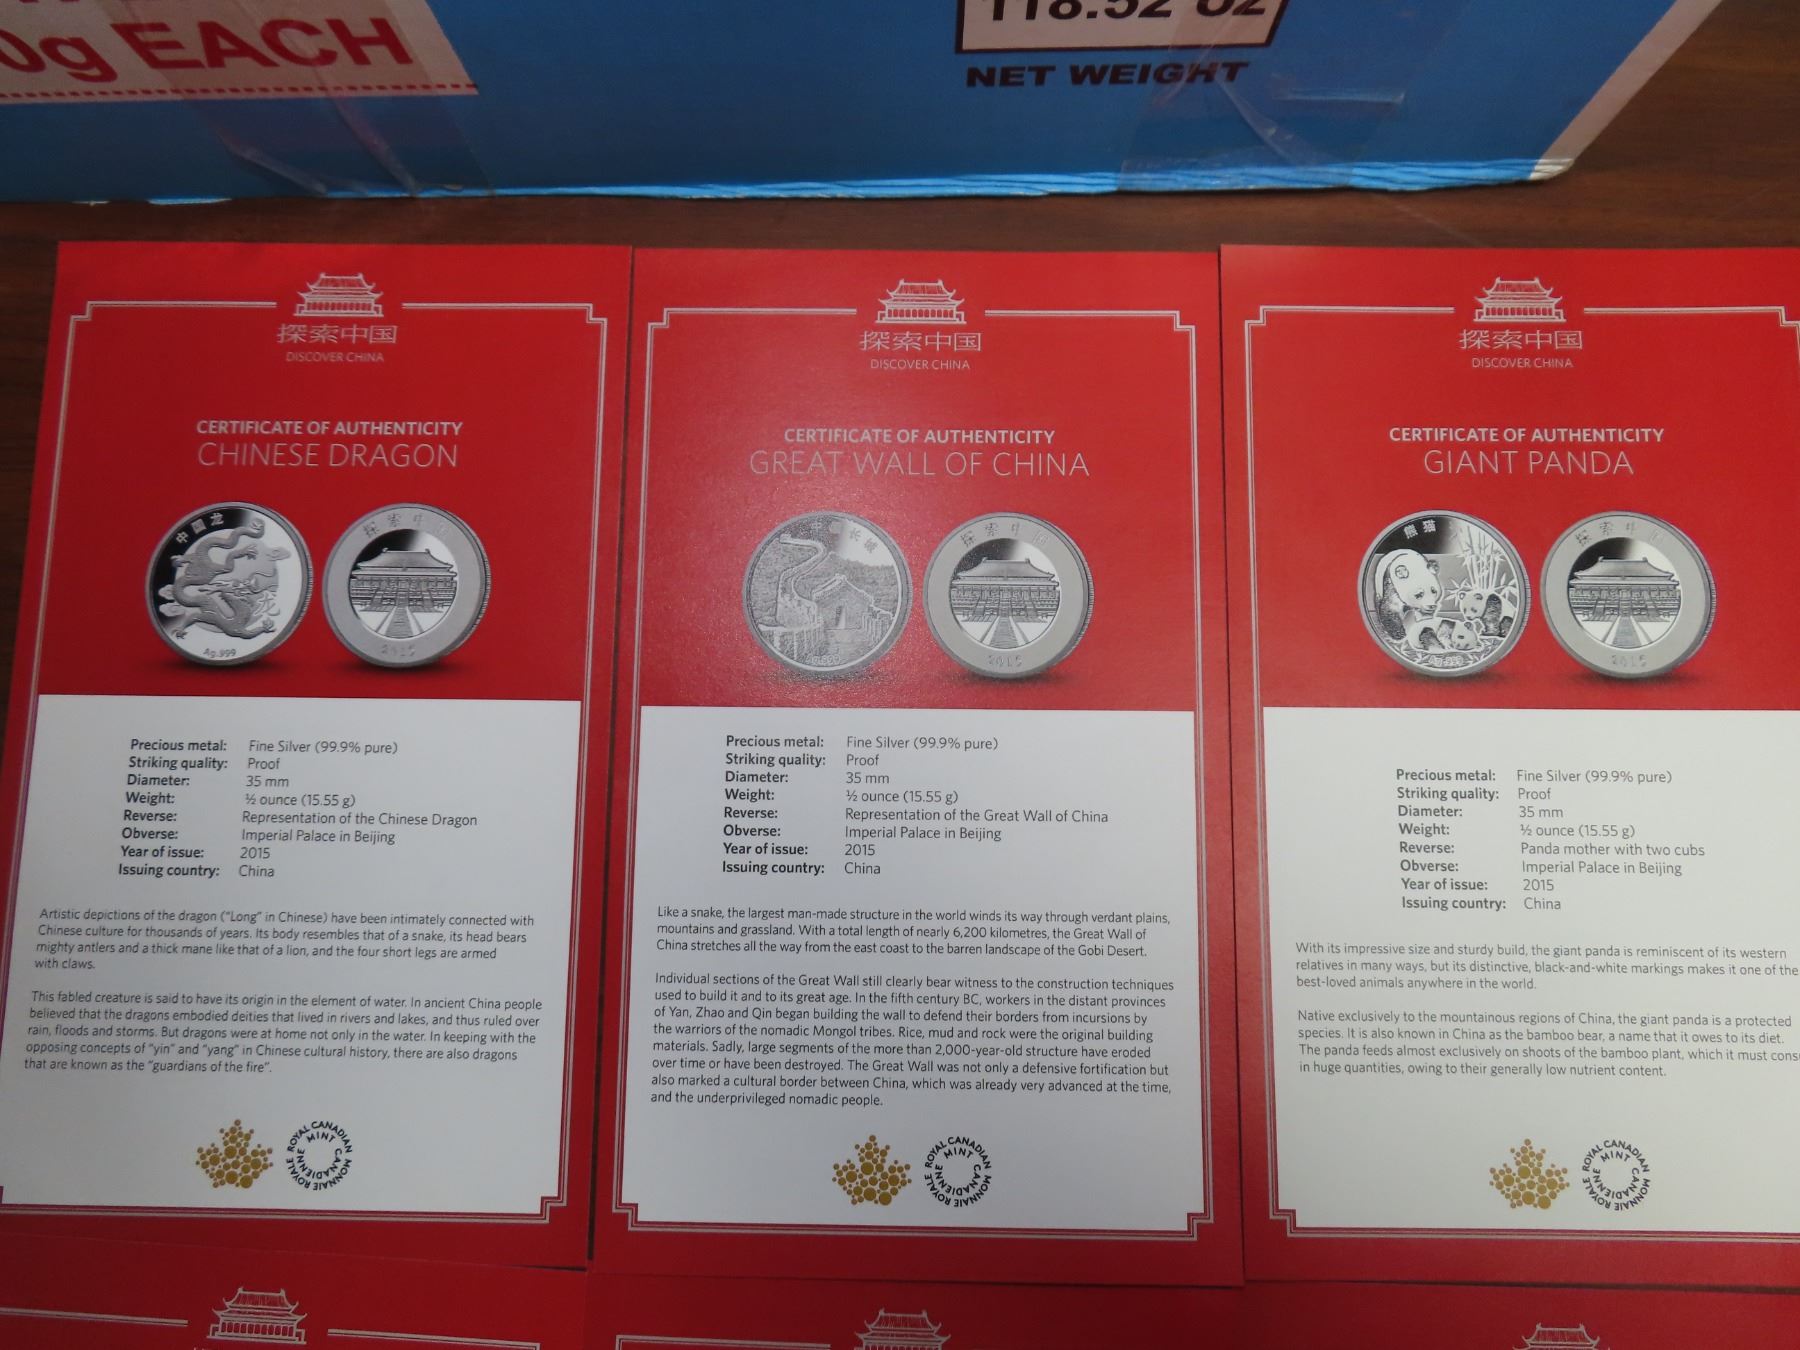 0g EACH
118.52 oz
NET WEIGHT
探索中国
DISCOVER CHINA
CERTIFICATE OF AUTHENTICITY
CHINESE DRAGON
中国龙
龙
Ag.999
探索中国
2015
Precious metal: Fine Silver (99.9% pure)
Striking quality: Proof
Diameter: 35 mm
Weight: ½ ounce (15.55 g)
Reverse: Representation of the Chinese Dragon
Obverse: Imperial Palace in Beijing
Year of issue: 2015
Issuing country: China
Artistic depictions of the dragon ("Long" in Chinese) have been intimately connected with
Chinese culture for thousands of years. Its body resembles that of a snake, its head bears
mighty antlers and a thick mane like that of a lion, and the four short legs are armed
with claws.
This fabled creature is said to have its origin in the element of water. In ancient China people
believed that the dragons embodied deities that lived in rivers and lakes, and thus ruled over
rain, floods and storms. But dragons were at home not only in the water. In keeping with the
opposing concepts of "yin" and "yang" in Chinese cultural history, there are also dragons
that are known as the "guardians of the fire".
ROYAL CANADIAN MINT
MONNAIE ROYALE CANADIENNE
探索中国
DISCOVER CHINA
CERTIFICATE OF AUTHENTICITY
GREAT WALL OF CHINA
长城
Ag.999
探索中国
2015
Precious metal: Fine Silver (99.9% pure)
Striking quality: Proof
Diameter: 35 mm
Weight: ½ ounce (15.55 g)
Reverse: Representation of the Great Wall of China
Obverse: Imperial Palace in Beijing
Year of issue: 2015
Issuing country: China
Like a snake, the largest man-made structure in the world winds its way through verdant plains,
mountains and grassland. With a total length of nearly 6,200 kilometres, the Great Wall of
China stretches all the way from the east coast to the barren landscape of the Gobi Desert.
Individual sections of the Great Wall still clearly bear witness to the construction techniques
used to build it and to its great age. In the fifth century BC, workers in the distant provinces
of Yan, Zhao and Qin began building the wall to defend their borders from incursions by
the warriors of the nomadic Mongol tribes. Rice, mud and rock were the original building
materials. Sadly, large segments of the more than 2,000-year-old structure have eroded
over time or have been destroyed. The Great Wall was not only a defensive fortification but
also marked a cultural border between China, which was already very advanced at the time,
and the underprivileged nomadic people.
ROYAL CANADIAN MINT
MONNAIE ROYALE CANADIENNE
探索中国
DISCOVER CHINA
CERTIFICATE OF AUTHENTICITY
GIANT PANDA
熊猫
Ag.999
探索中国
2015
Precious metal: Fine Silver (99.9% pure)
Striking quality: Proof
Diameter: 35 mm
Weight: ½ ounce (15.55 g)
Reverse: Panda mother with two cubs
Obverse: Imperial Palace in Beijing
Year of issue: 2015
Issuing country: China
With its impressive size and sturdy build, the giant panda is reminiscent of its western
relatives in many ways, but its distinctive, black-and-white markings makes it one of the
best-loved animals anywhere in the world.
Native exclusively to the mountainous regions of China, the giant panda is a protected
species. It is also known in China as the bamboo bear, a name that it owes to its diet.
The panda feeds almost exclusively on shoots of the bamboo plant, which it must cons
in huge quantities, owing to their generally low nutrient content.
ROYAL CANADIAN MINT
MONNAIE ROYALE CANADIENNE